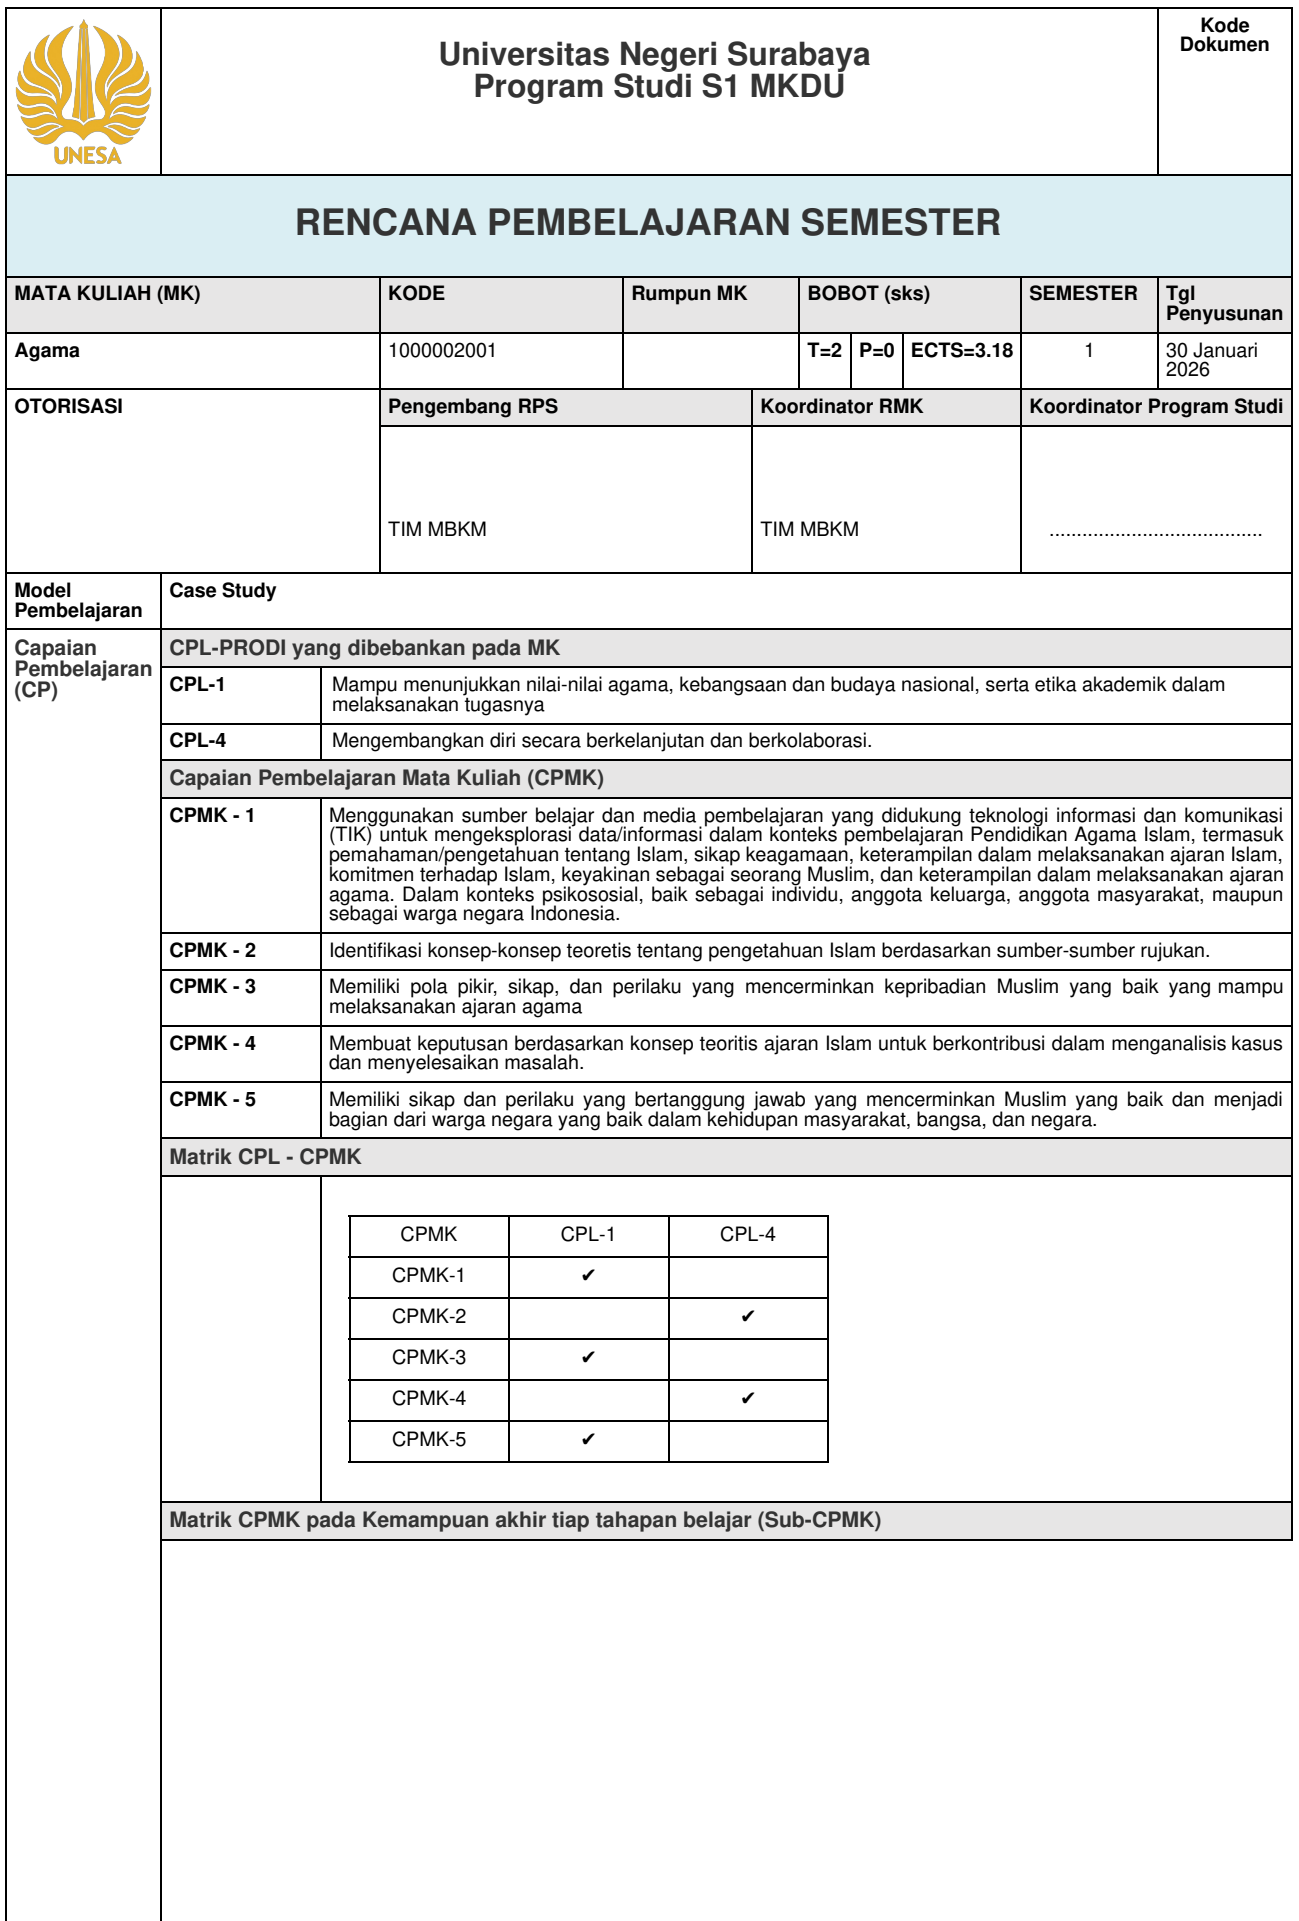 UNESA
Universitas Negeri Surabaya
Program Studi S1 MKDU
Kode
Dokumen
RENCANA PEMBELAJARAN SEMESTER
MATA KULIAH (MK) KODE Rumpun MK BOBOT (sks) SEMESTER Tgl
Penyusunan
Agama 1000002001 T=2 P=0 ECTS=3.18 1 30 Januari
2026
OTORISASI Pengembang RPS Koordinator RMK Koordinator Program Studi
TIM MBKM TIM MBKM .......................................
Model
Pembelajaran
Case Study
Capaian
Pembelajaran
(CP)
CPL-PRODI yang dibebankan pada MK
CPL-1 Mampu menunjukkan nilai-nilai agama, kebangsaan dan budaya nasional, serta etika akademik dalam
melaksanakan tugasnya
CPL-4 Mengembangkan diri secara berkelanjutan dan berkolaborasi.
Capaian Pembelajaran Mata Kuliah (CPMK)
CPMK - 1 Menggunakan sumber belajar dan media pembelajaran yang didukung teknologi informasi dan komunikasi
(TIK) untuk mengeksplorasi data/informasi dalam konteks pembelajaran Pendidikan Agama Islam, termasuk
pemahaman/pengetahuan tentang Islam, sikap keagamaan, keterampilan dalam melaksanakan ajaran Islam,
komitmen terhadap Islam, keyakinan sebagai seorang Muslim, dan keterampilan dalam melaksanakan ajaran
agama. Dalam konteks psikososial, baik sebagai individu, anggota keluarga, anggota masyarakat, maupun
sebagai warga negara Indonesia.
CPMK - 2 Identifikasi konsep-konsep teoretis tentang pengetahuan Islam berdasarkan sumber-sumber rujukan.
CPMK - 3 Memiliki pola pikir, sikap, dan perilaku yang mencerminkan kepribadian Muslim yang baik yang mampu
melaksanakan ajaran agama
CPMK - 4 Membuat keputusan berdasarkan konsep teoritis ajaran Islam untuk berkontribusi dalam menganalisis kasus
dan menyelesaikan masalah.
CPMK - 5 Memiliki sikap dan perilaku yang bertanggung jawab yang mencerminkan Muslim yang baik dan menjadi
bagian dari warga negara yang baik dalam kehidupan masyarakat, bangsa, dan negara.
Matrik CPL - CPMK
CPMK CPL-1 CPL-4
CPMK-1 ✔
CPMK-2 ✔
CPMK-3 ✔
CPMK-4 ✔
CPMK-5 ✔
Matrik CPMK pada Kemampuan akhir tiap tahapan belajar (Sub-CPMK)